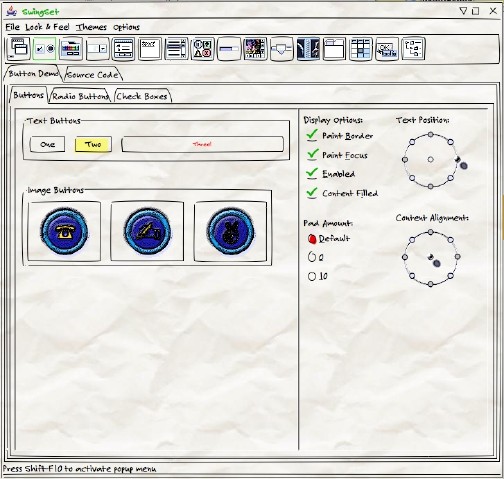 SwingSet
File Look & Feel Themes Options
Button Demo Source Code
Buttons Radio Buttons Check Boxes
Text Buttons
One Two Three!
Image Buttons
Display Options:
Paint Border
Paint Focus
Enabled
Content Filled
Pad Amount:
Default
0
10
Text Position:
Content Alignment:
Press Shift-F10 to activate popup menu